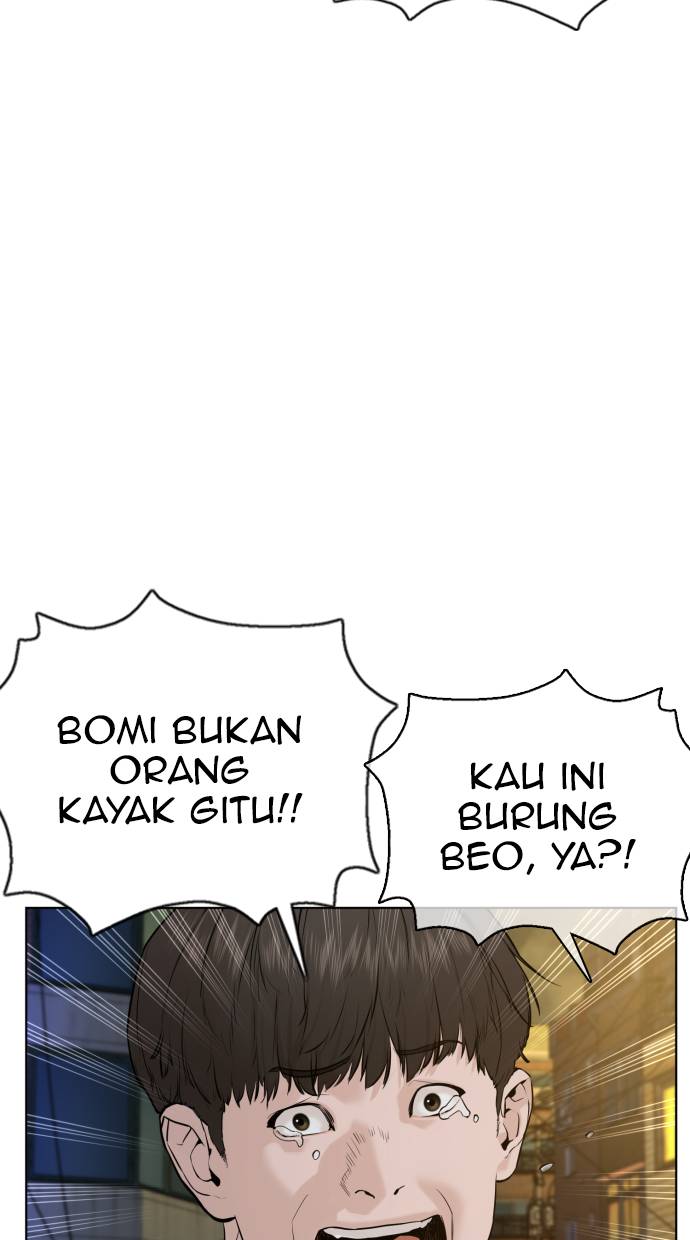 BOMI BUKAN
ORANG
KAYAK GITU!!
KAU INI
BURUNG
BEO, YA?!